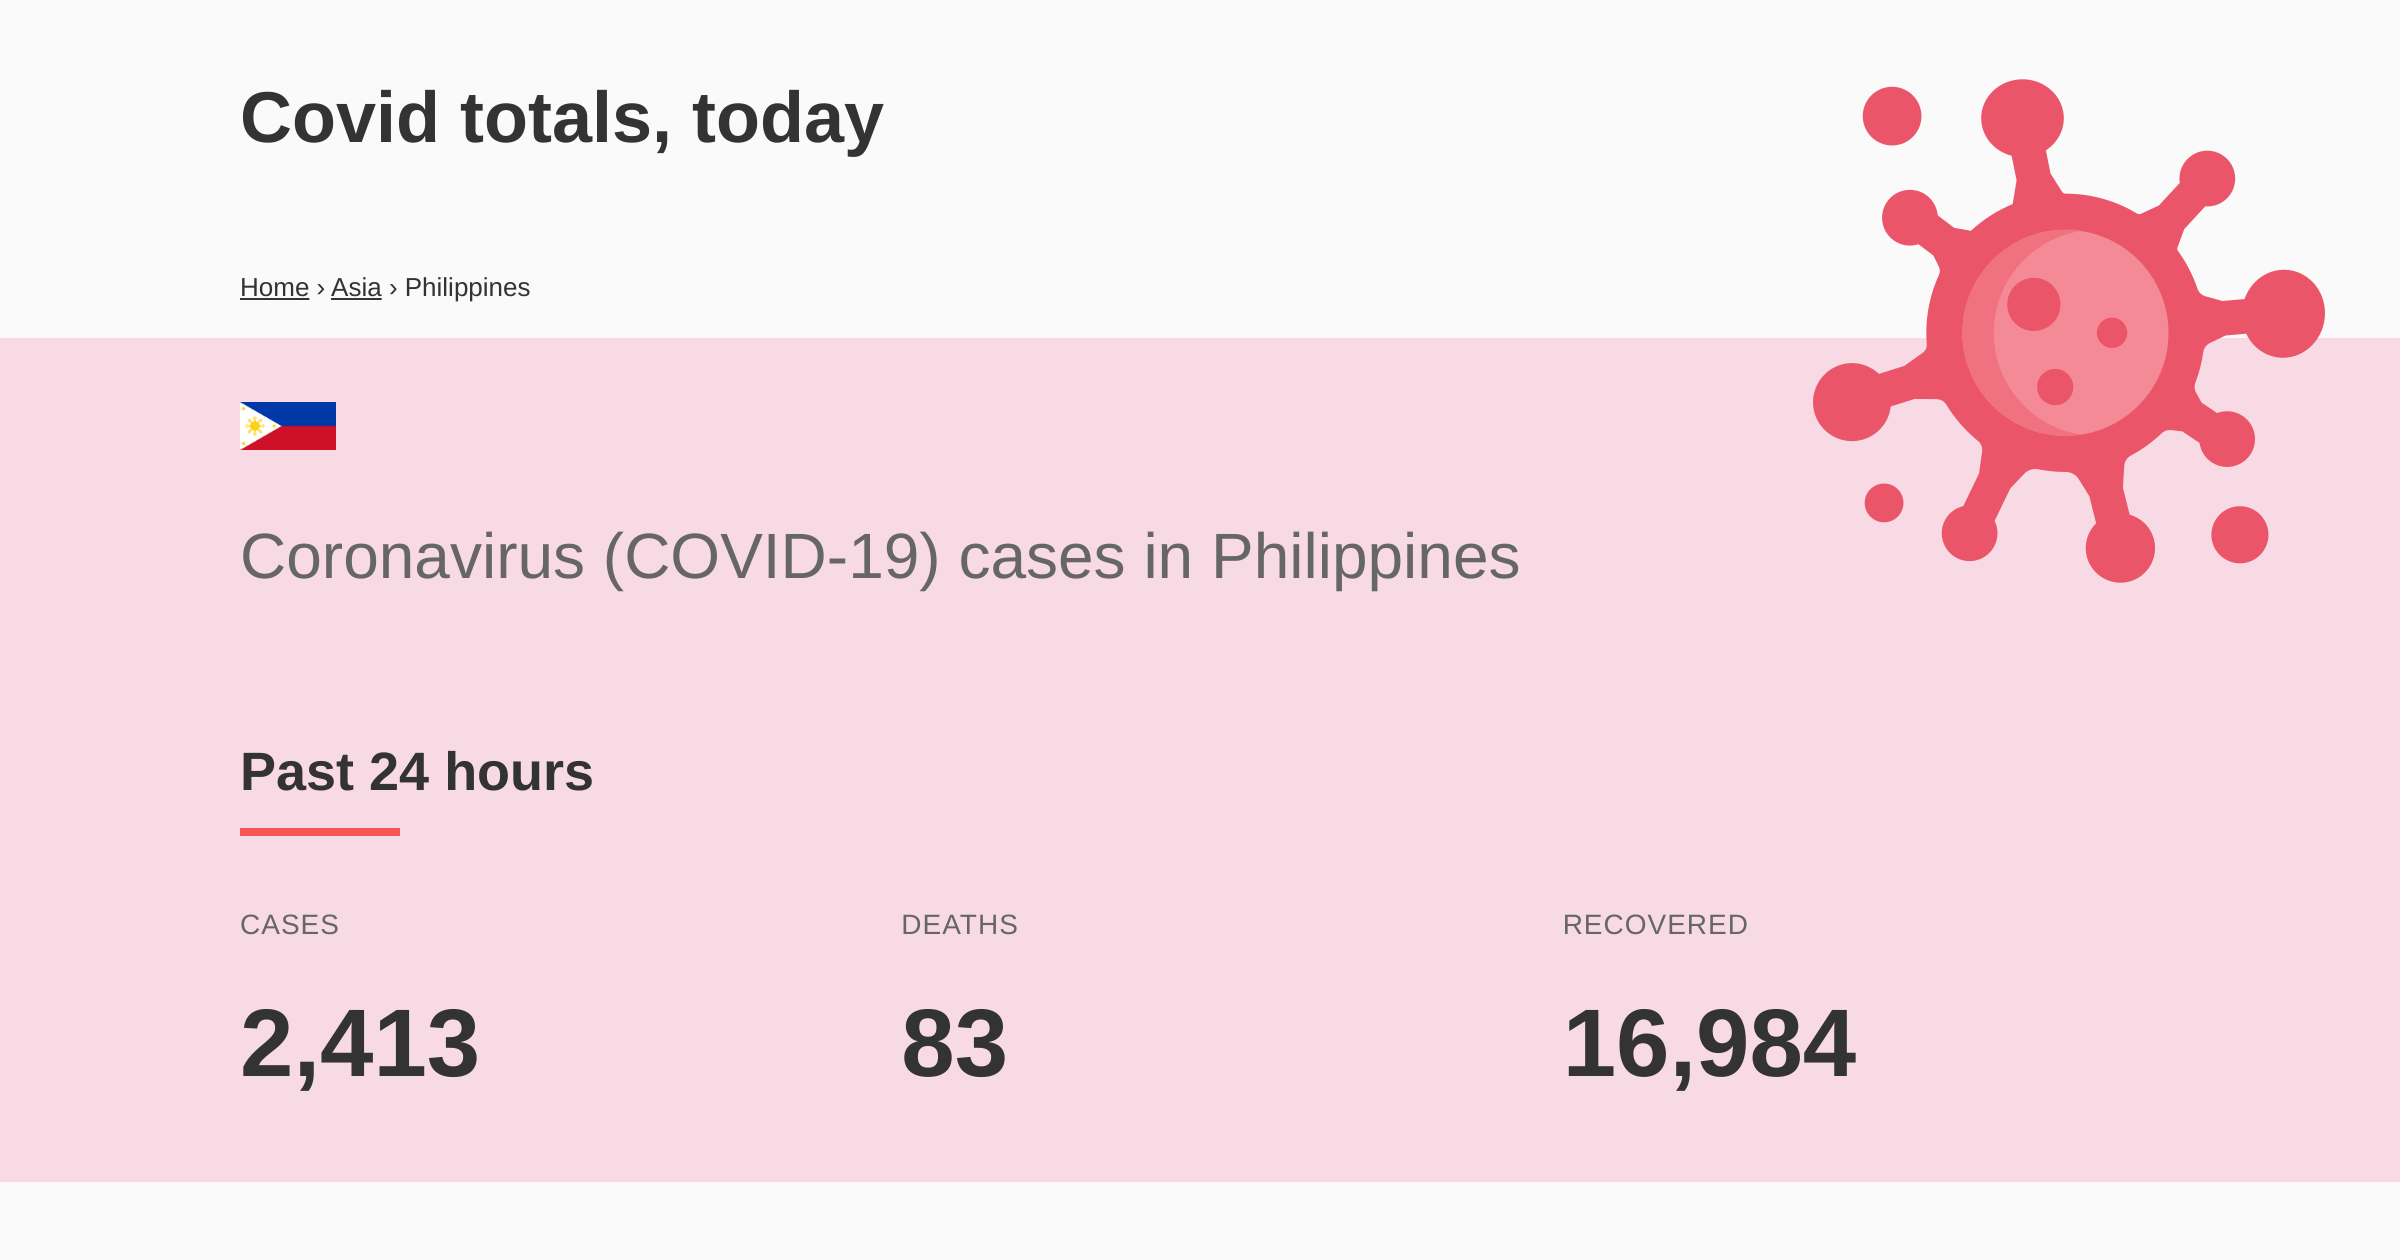 Covid totals, today
Home › Asia › Philippines
Coronavirus (COVID-19) cases in Philippines
Past 24 hours
CASES DEATHS RECOVERED
2,413 83 16,984